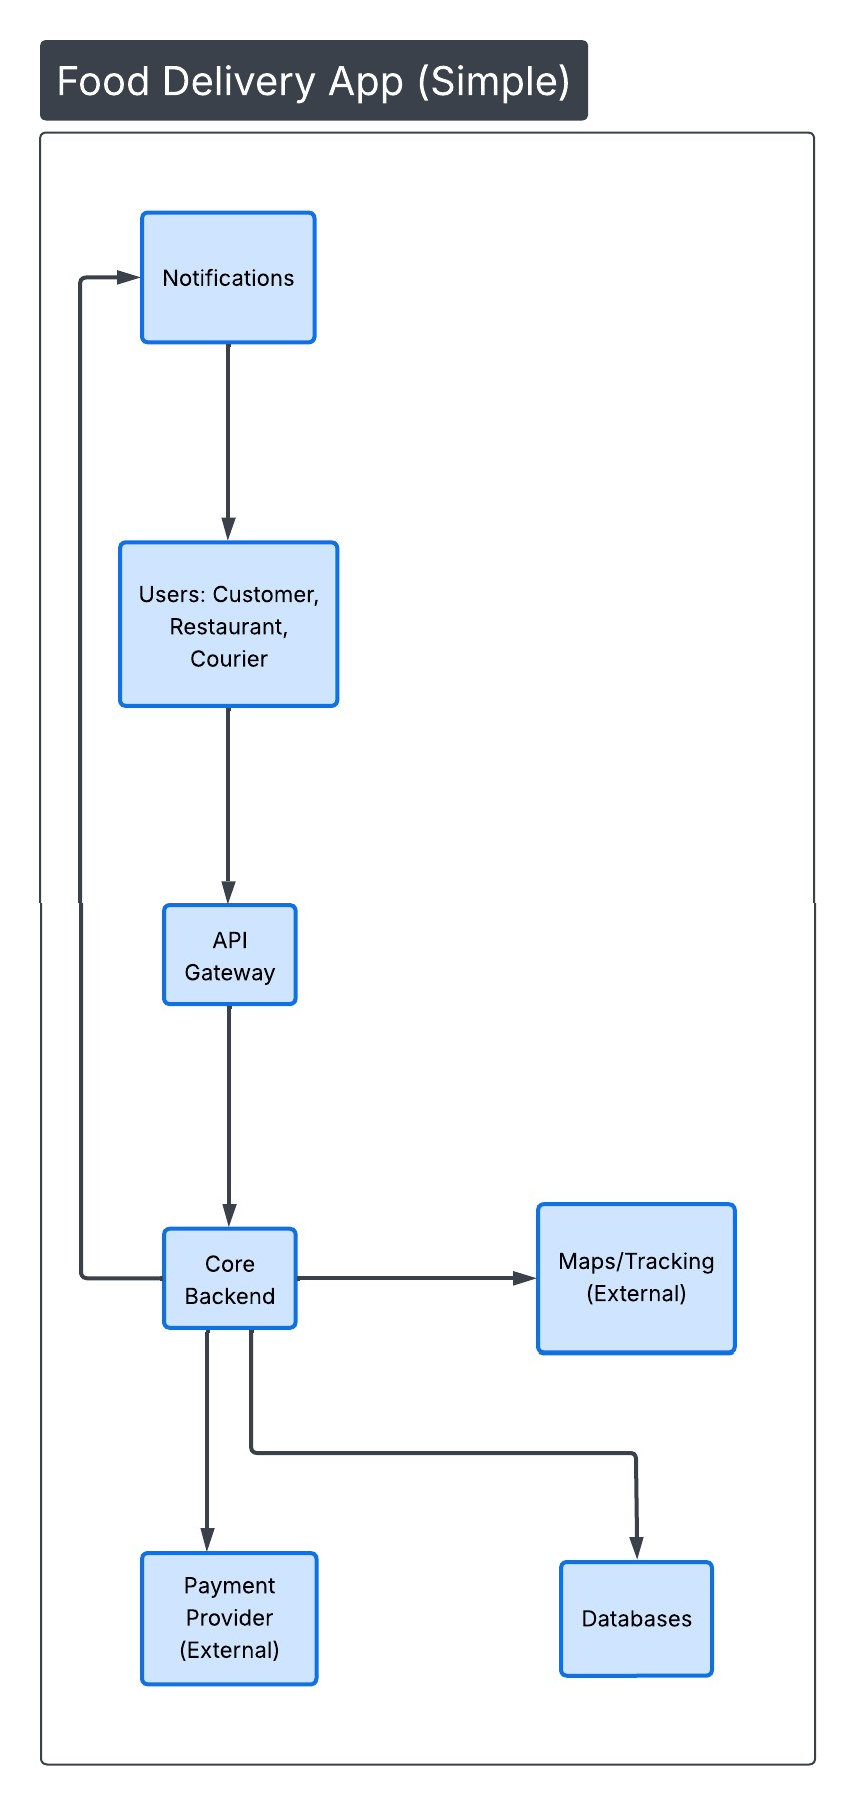 Food Delivery App (Simple)
Notifications
Users: Customer,
Restaurant,
Courier
API
Gateway
Core
Backend
Maps/Tracking
(External)
Payment
Provider
(External)
Databases